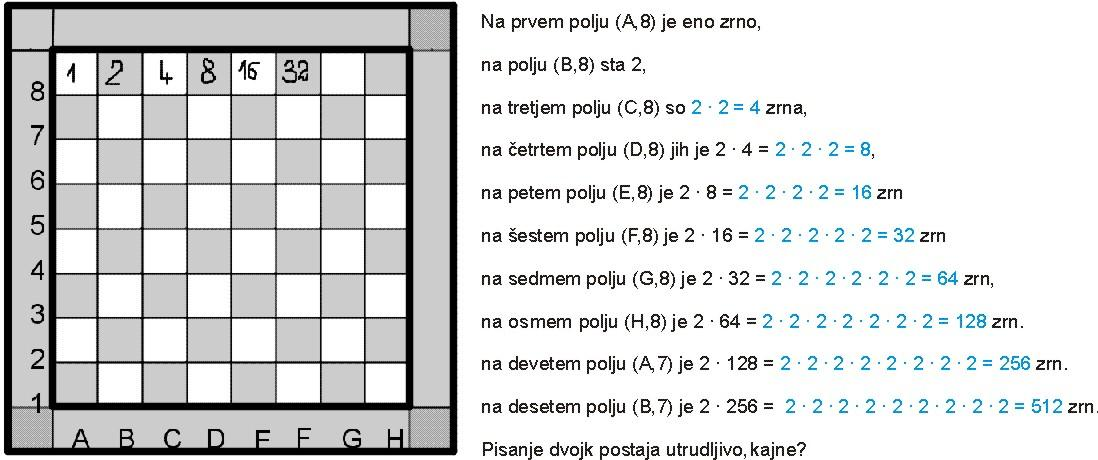 1 2 4 8 16 32
8
7
6
5
4
3
2
1
A B C D E F G H
Na prvem polju (A,8) je eno zrno,
na polju (B,8) sta 2,
na tretjem polju (C,8) so 2 · 2 = 4 zrna,
na četrtem polju (D,8) jih je 2 · 4 = 2 · 2 · 2 = 8,
na petem polju (E,8) je 2 · 8 = 2 · 2 · 2 · 2 = 16 zrn
na šestem polju (F,8) je 2 · 16 = 2 · 2 · 2 · 2 · 2 = 32 zrn
na sedmem polju (G,8) je 2 · 32 = 2 · 2 · 2 · 2 · 2 · 2 = 64 zrn,
na osmem polju (H,8) je 2 · 64 = 2 · 2 · 2 · 2 · 2 · 2 · 2 = 128 zrn.
na devetem polju (A,7) je 2 · 128 = 2 · 2 · 2 · 2 · 2 · 2 · 2 · 2 = 256 zrn.
na desetem polju (B,7) je 2 · 256 = 2 · 2 · 2 · 2 · 2 · 2 · 2 · 2 · 2 = 512 zrn.
Pisanje dvojk postaja utrudljivo, kajne?